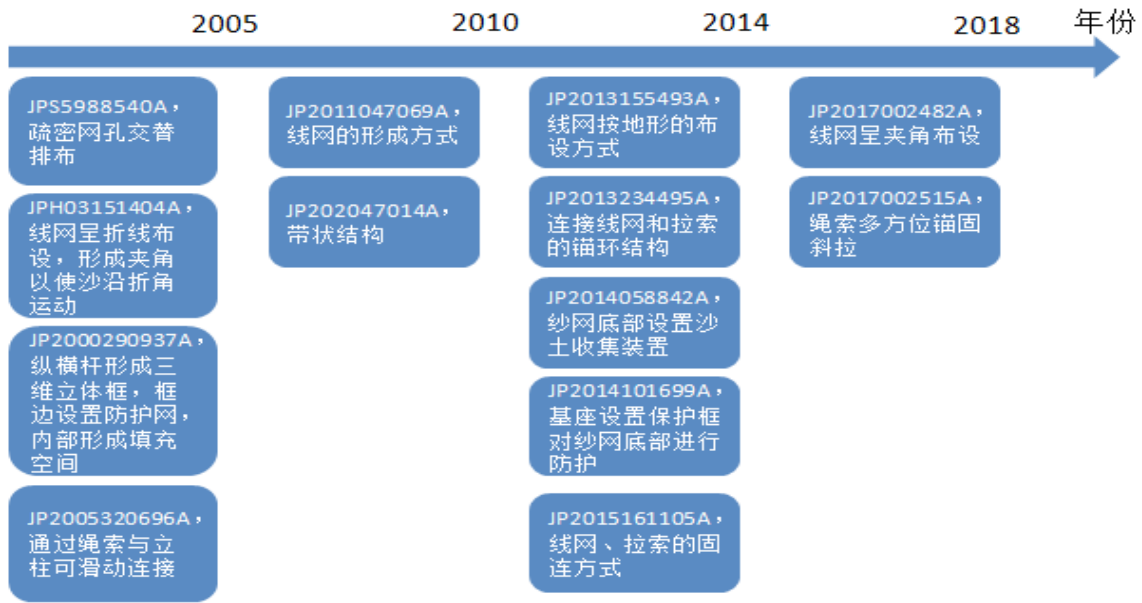 2005
2010
2014
2018
年份
JPS5988540A，
疏密网孔交替
排布
JPH03151404A，
线网呈折线布
设，形成夹角
以使沙沿折角
运动
JP2000290937A，
纵横杆形成三
维立体框，框
边设置防护网，
内部形成填充
空间
JP2005320696A，
通过绳索与立
柱可滑动连接
JP2011047069A，
线网的形成方式
JP202047014A，
带状结构
JP2013155493A，
线网按地形的布
设方式
JP2013234495A，
连接线网和拉索
的锚环结构
JP2014058842A，
纱网底部设置沙
土收集装置
JP2014101699A，
基座设置保护框
对纱网底部进行
防护
JP2015161105A，
线网、拉索的固
连方式
JP2017002482A，
线网呈夹角布设
JP2017002515A，
绳索多方位锚固
斜拉